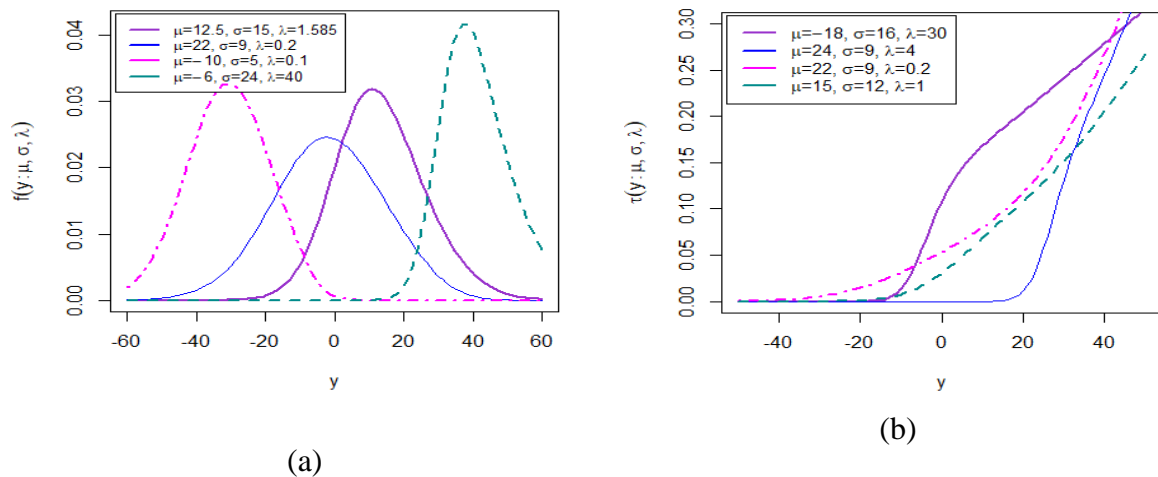 μ=12.5, σ=15, λ=1.585
μ=22, σ=9, λ=0.2
μ=−10, σ=5, λ=0.1
μ=−6, σ=24, λ=40
f(y:μ, σ, λ)
0.00 0.01 0.02 0.03 0.04
-60 -40 -20 0 20 40 60
y
(a)
μ=−18, σ=16, λ=30
μ=24, σ=9, λ=4
μ=22, σ=9, λ=0.2
μ=15, σ=12, λ=1
τ(y:μ, σ, λ)
0.00 0.05 0.10 0.15 0.20 0.25 0.30
-40 -20 0 20 40
y
(b)